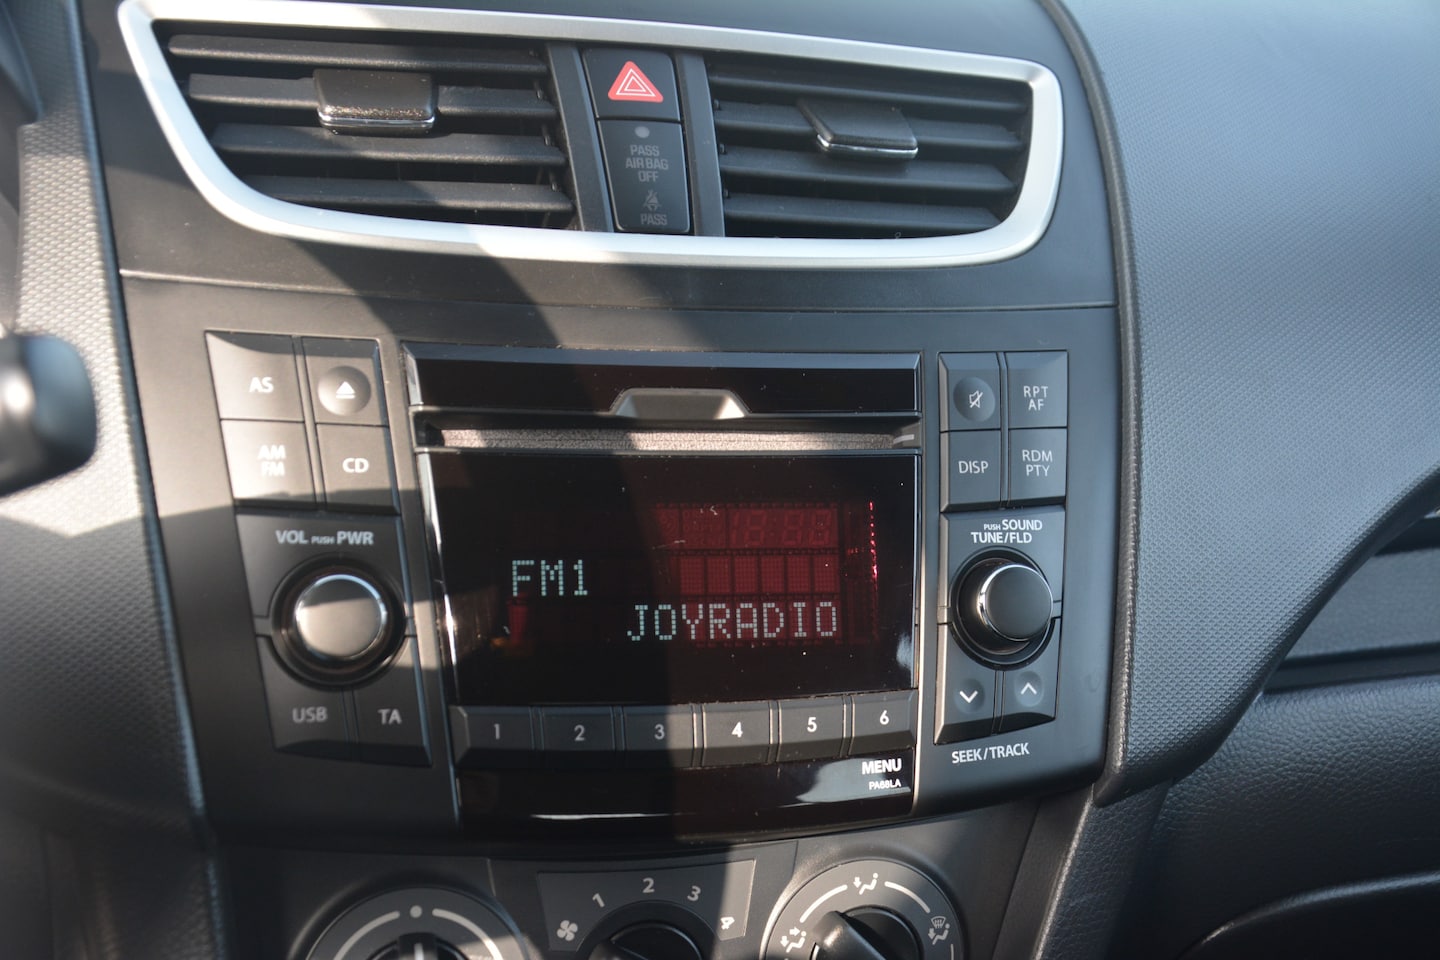 PASS
AIR BAG
OFF
PASS
AS
AM
FM
CD
VOL PUSH PWR
USB
TA
FM1
JOYRADIO
1 2 3 4 5 6
MENU
PA68LA
RPT
AF
DISP
RDM
PTY
PUSH SOUND
TUNE/FLD
SEEK/TRACK
1 2 3 4